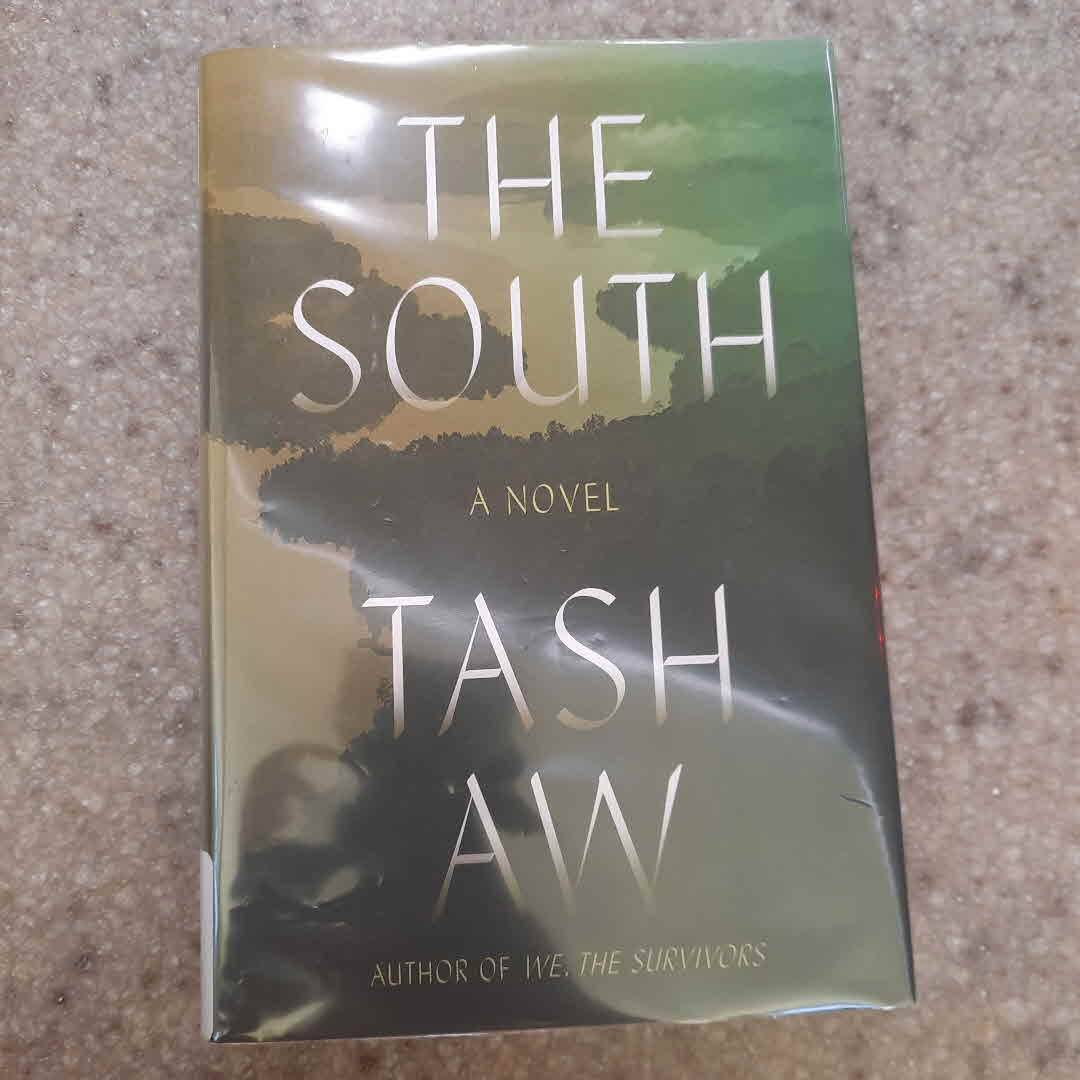 THE
SOUTH
A NOVEL
TASH
AW
AUTHOR OF WE, THE SURVIVORS